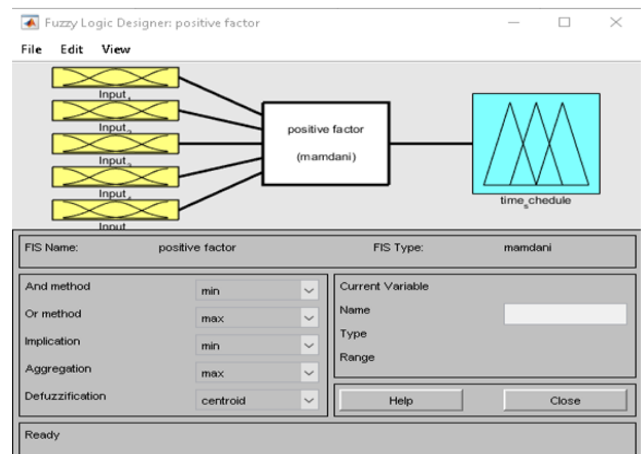 Fuzzy Logic Designer: positive factor
File Edit View
Input1
Input2
Input3
Input4
Input
positive factor
(mamdani)
time_schedule
FIS Name: positive factor FIS Type: mamdani
And method min
Or method max
Implication min
Aggregation max
Defuzzification centroid
Current Variable
Name
Type
Range
Help Close
Ready